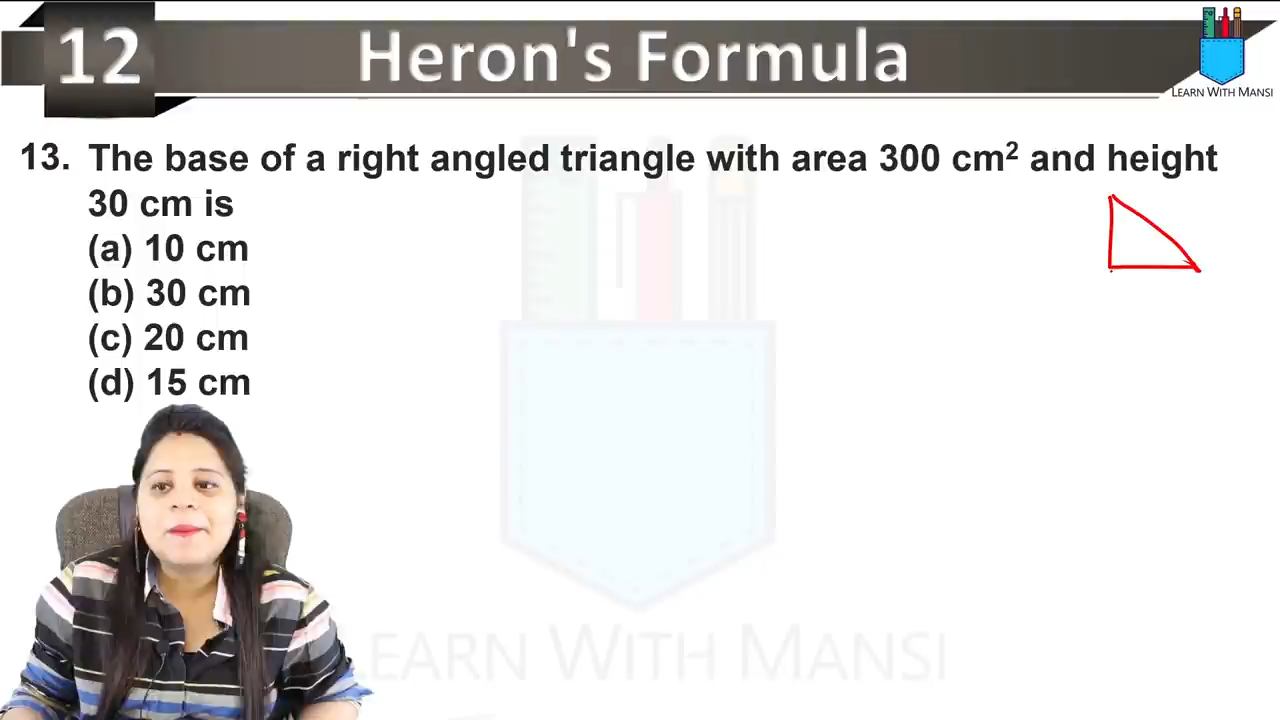 12
Heron's Formula
LEARN WITH MANSI
13. The base of a right angled triangle with area 300 cm² and height
30 cm is
(a) 10 cm
(b) 30 cm
(c) 20 cm
(d) 15 cm
LEARN WITH MANSI